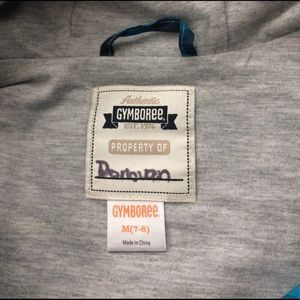 Authentic
GYMBOREE
EST. 1976
PROPERTY OF
Donovan
GYMBOREE
M(7-8)
Made in China